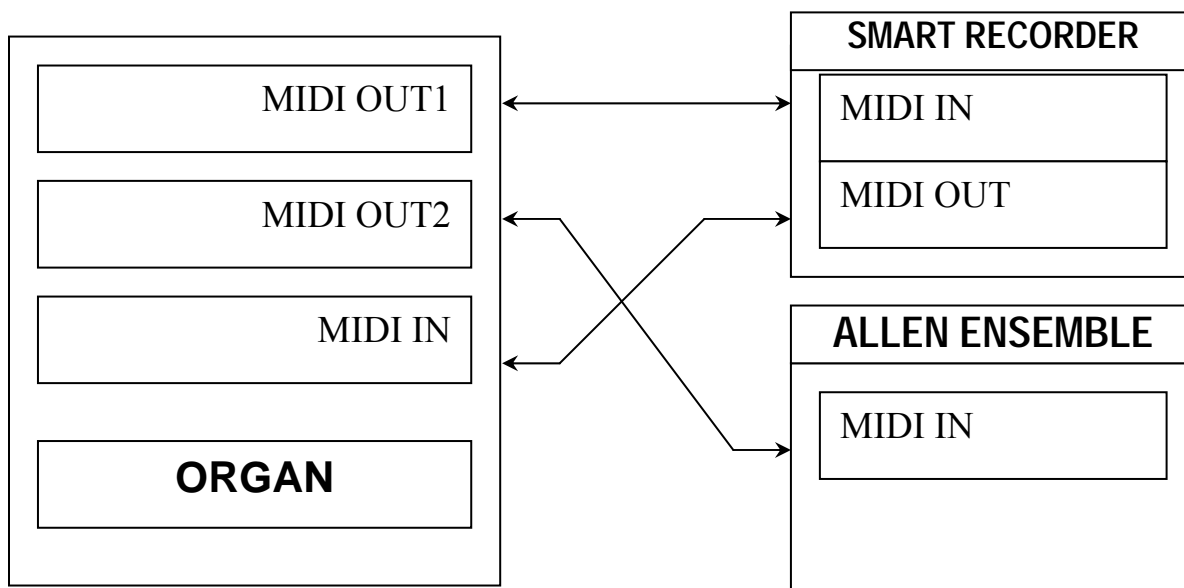 MIDI OUT1
MIDI OUT2
MIDI IN
ORGAN
SMART RECORDER
MIDI IN
MIDI OUT
ALLEN ENSEMBLE
MIDI IN